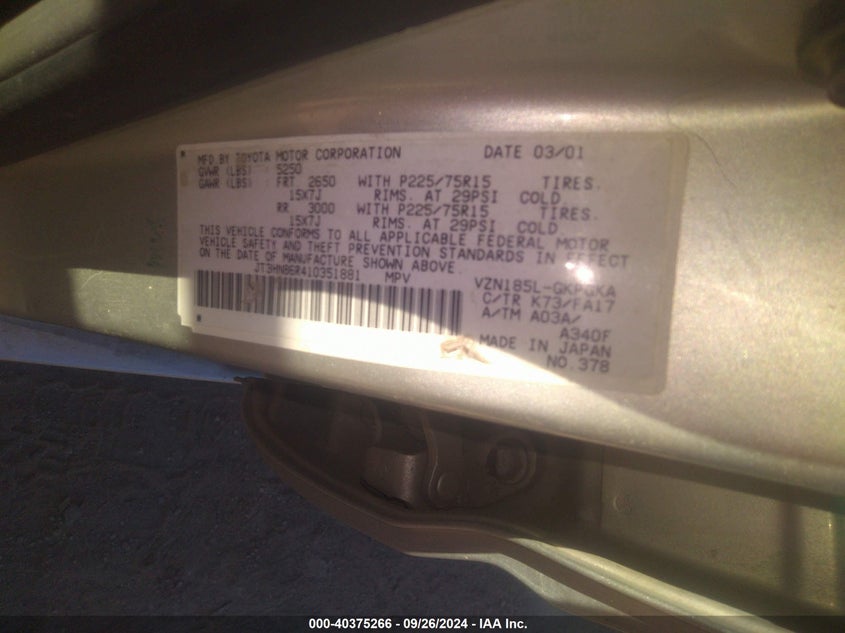 MFD BY TOYOTA MOTOR CORPORATION DATE 03/01
GVWR (LBS) : 5250
GAWR (LBS) : FRT 2650 WITH P225/75R15 TIRES.
15X7J RIMS. AT 29PSI COLD
RR 3000 WITH P225/75R15 TIRES.
15X7J RIMS. AT 29PSI COLD
THIS VEHICLE CONFORMS TO ALL APPLICABLE FEDERAL MOTOR
VEHICLE SAFETY AND THEFT PREVENTION STANDARDS IN EFFECT
ON THE DATE OF MANUFACTURE SHOWN ABOVE.
JT3HN86R410351881 MPV
VZN185L-GKPGKA
C/TR K73/FA17
A/TM A03A/
A340F
MADE IN JAPAN
NO.378
000-40375266 - 09/26/2024 - IAA Inc.